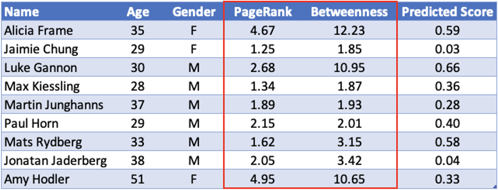 Name Age Gender PageRank Betweenness Predicted Score
Alicia Frame 35 F 4.67 12.23 0.59
Jaimie Chung 29 F 1.25 1.85 0.03
Luke Gannon 30 M 2.68 10.95 0.66
Max Kiessling 28 M 1.34 1.87 0.36
Martin Junghanns 37 M 1.89 1.93 0.28
Paul Horn 29 M 2.15 2.01 0.40
Mats Rydberg 33 M 1.62 3.15 0.58
Jonatan Jaderberg 38 M 2.05 3.42 0.04
Amy Hodler 51 F 4.95 10.65 0.33